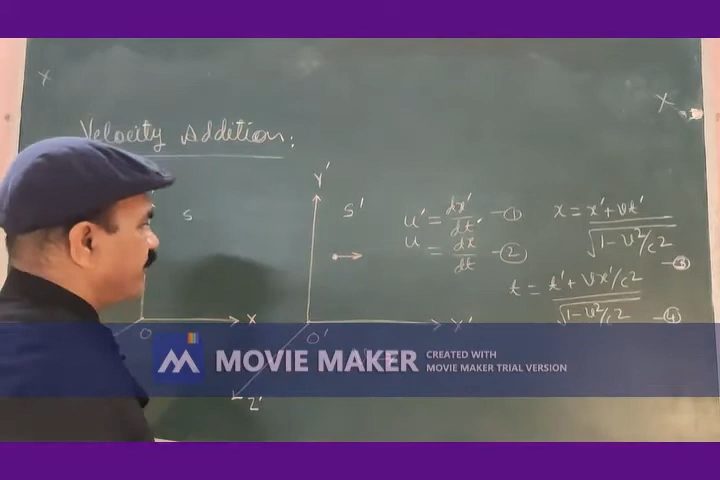 X
X
Velocity Addition:
Y'
S
S'
u' = dx'/dt' —①
u = dx/dt —②
x = x' + vt' / √1 - v²/c² —③
t = t' + vx'/c² / √1 - v²/c² —④
O
X
O'
X'
Z'
MOVIE MAKER
CREATED WITH
MOVIE MAKER TRIAL VERSION